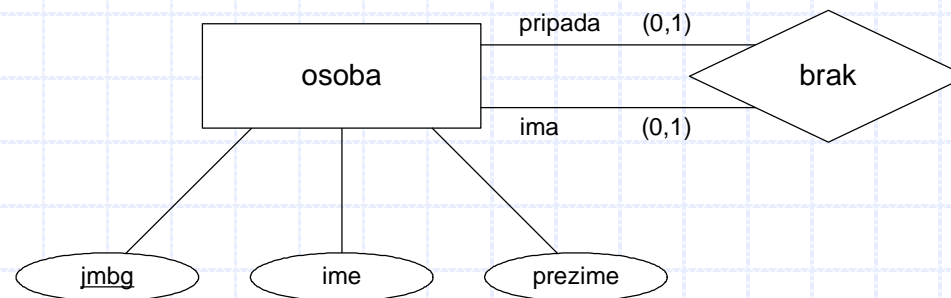 pripada (0,1)
osoba
brak
ima (0,1)
jmbg
ime
prezime